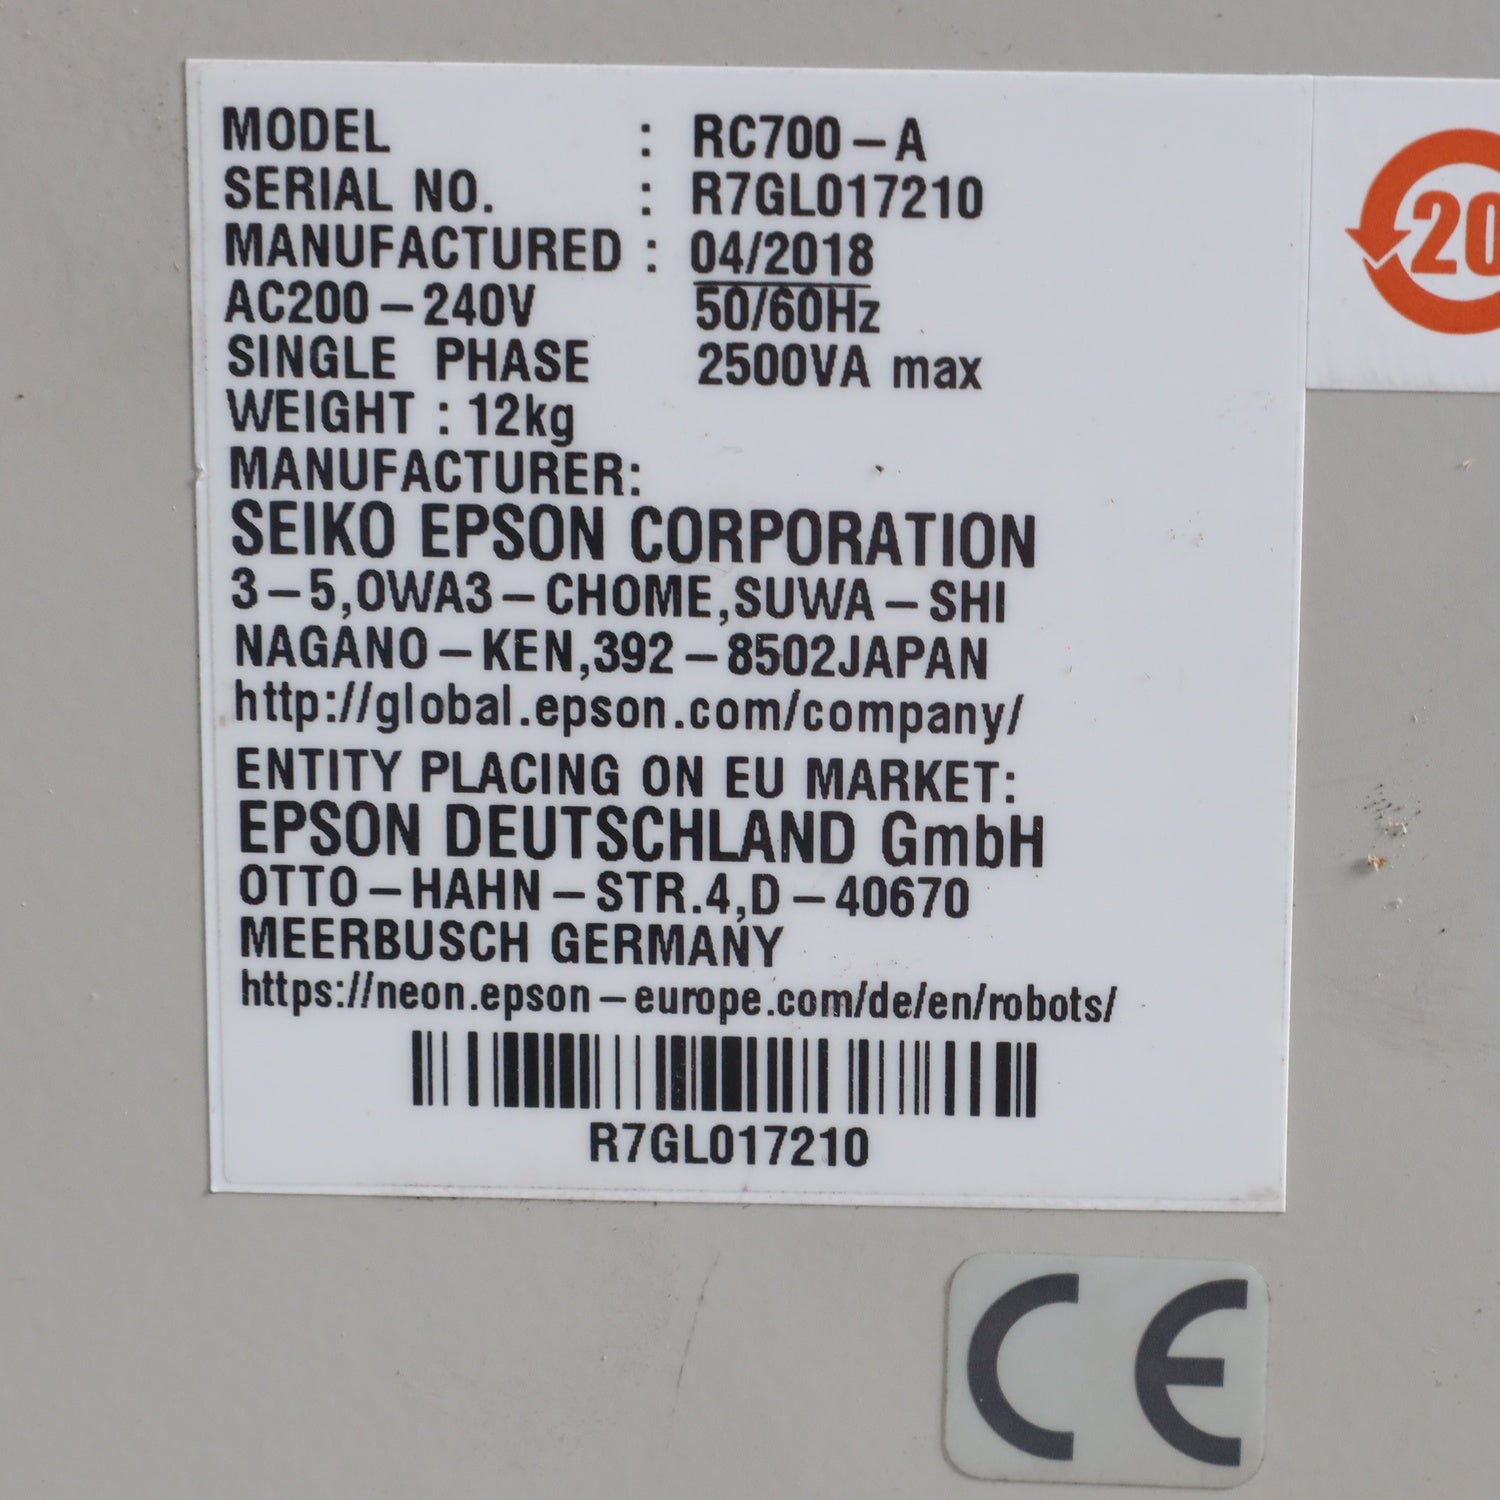 MODEL : RC700-A
SERIAL NO. : R7GL017210
MANUFACTURED : 04/2018
AC200-240V 50/60Hz
SINGLE PHASE 2500VA max
WEIGHT : 12kg
MANUFACTURER:
SEIKO EPSON CORPORATION
3-5,OWA3-CHOME,SUWA-SHI
NAGANO-KEN,392-8502JAPAN
http://global.epson.com/company/
ENTITY PLACING ON EU MARKET:
EPSON DEUTSCHLAND GmbH
OTTO-HAHN-STR.4,D-40670
MEERBUSCH GERMANY
https://neon.epson-europe.com/de/en/robots/
R7GL017210
20
CE